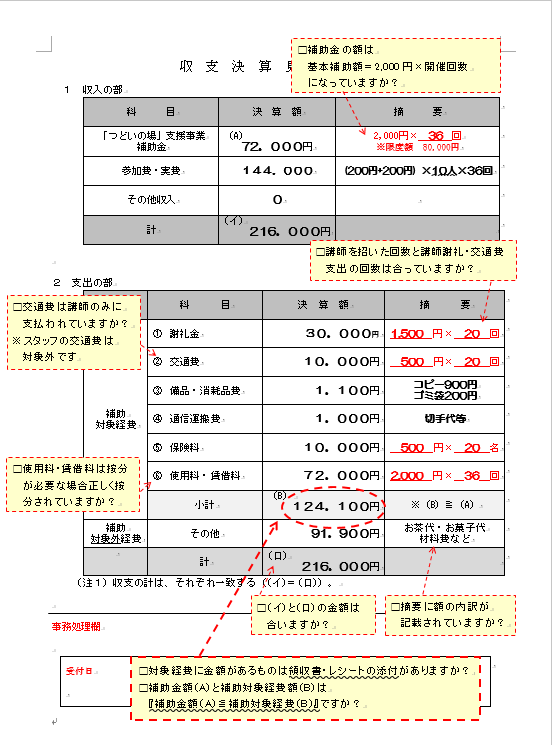 収 支 決 算
□補助金の額は
基本補助額＝2,000円×開催回数
になっていますか？
1　収入の部
科　目　決 算 額　摘　要
「つどいの場」支援事業補助金　(A) 72. 000円　2,000円× 36 回
※限度額　80,000円
参加費・実費　144. 000　(200円+200円) ×10人×36回
その他収入　0
計　(イ) 216. 000円
□講師を招いた回数と講師謝礼・交通費
支出の回数は合っていますか？
2　支出の部
科　目　決 算 額　摘　要
□交通費は講師のみに
支払われていますか？
※スタッフの交通費は
対象外です
補助
対象経費
① 謝礼金　30. 000円　1,500 円× 20 回
② 交通費　10. 000円　500 円× 20 回
③ 備品・消耗品費　1. 100円　コピー900円
ゴミ袋200円
④ 通信運搬費　1. 000円　切手代等
⑤ 保険料　10. 000円　500 円× 20 名
⑥ 使用料・賃借料　72. 000円　2,000 円× 36 回
□使用料・賃借料は按分
が必要な場合正しく按
分されていますか？
小計　(B) 124. 100円　※（B）≧（A）
補助
対象外経費　その他　91. 900円　お茶代・お菓子代
材料費など
計　(ロ) 216. 000円
（注１）収支の計は、それぞれ一致する（(イ)＝(ロ)）。
□(イ)と(ロ)の金額は
合いますか？
□摘要に額の内訳が
記載されていますか？
事務処理欄
受付日
□対象経費に金額があるものは領収書・レシートの添付がありますか？
□補助金額(A)と補助対象経費額(B)は
『補助金額(A)≦補助対象経費(B)』ですか？